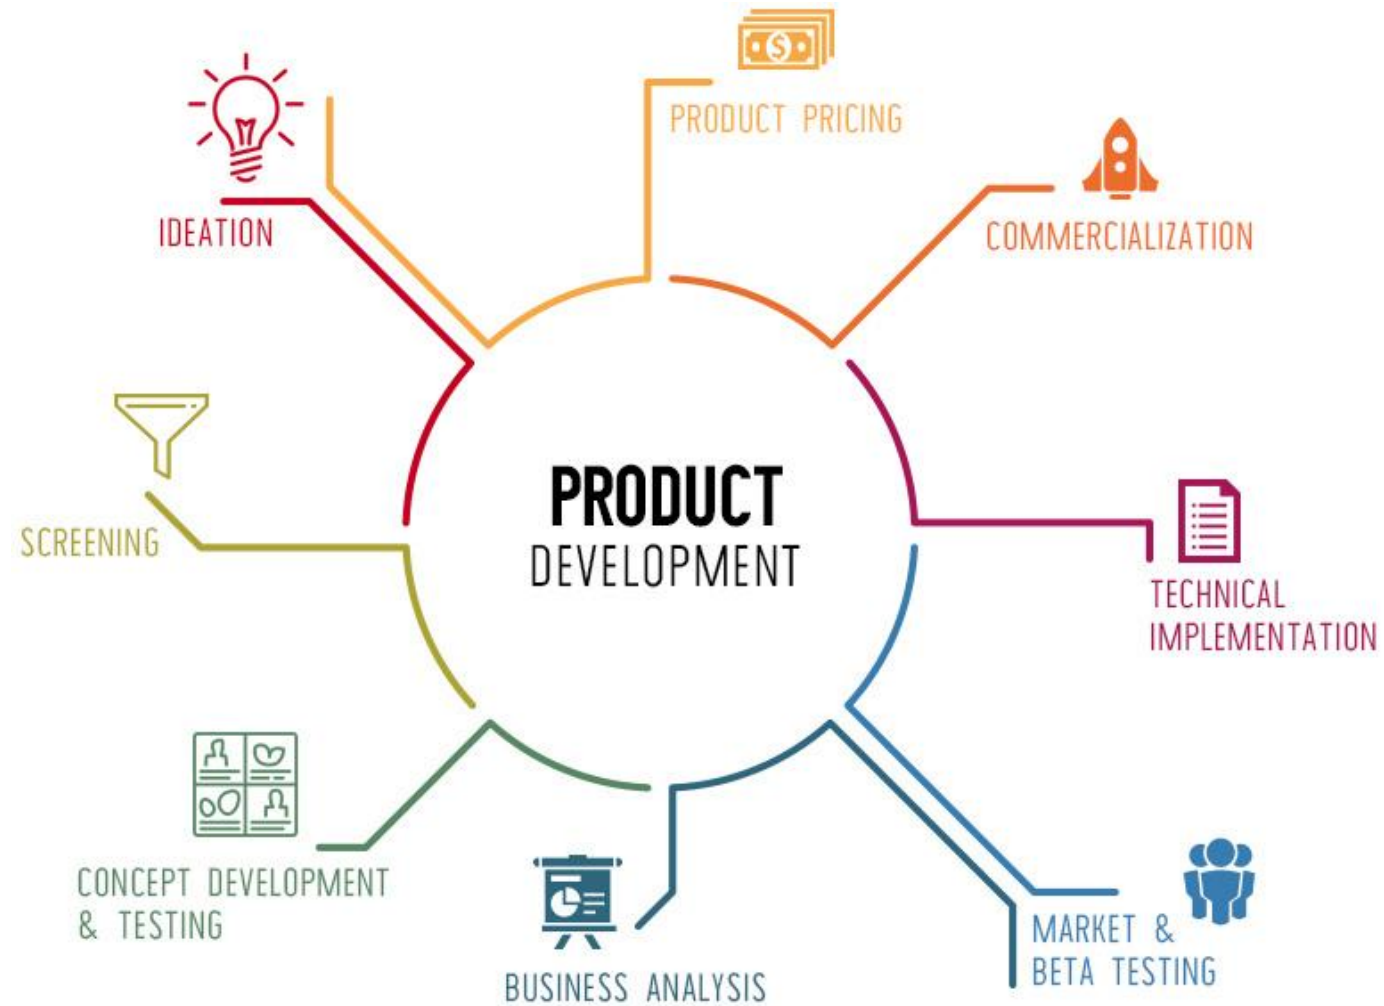 PRODUCT PRICING
IDEATION
COMMERCIALIZATION
SCREENING
PRODUCT
DEVELOPMENT
TECHNICAL
IMPLEMENTATION
CONCEPT DEVELOPMENT
& TESTING
BUSINESS ANALYSIS
MARKET &
BETA TESTING
$